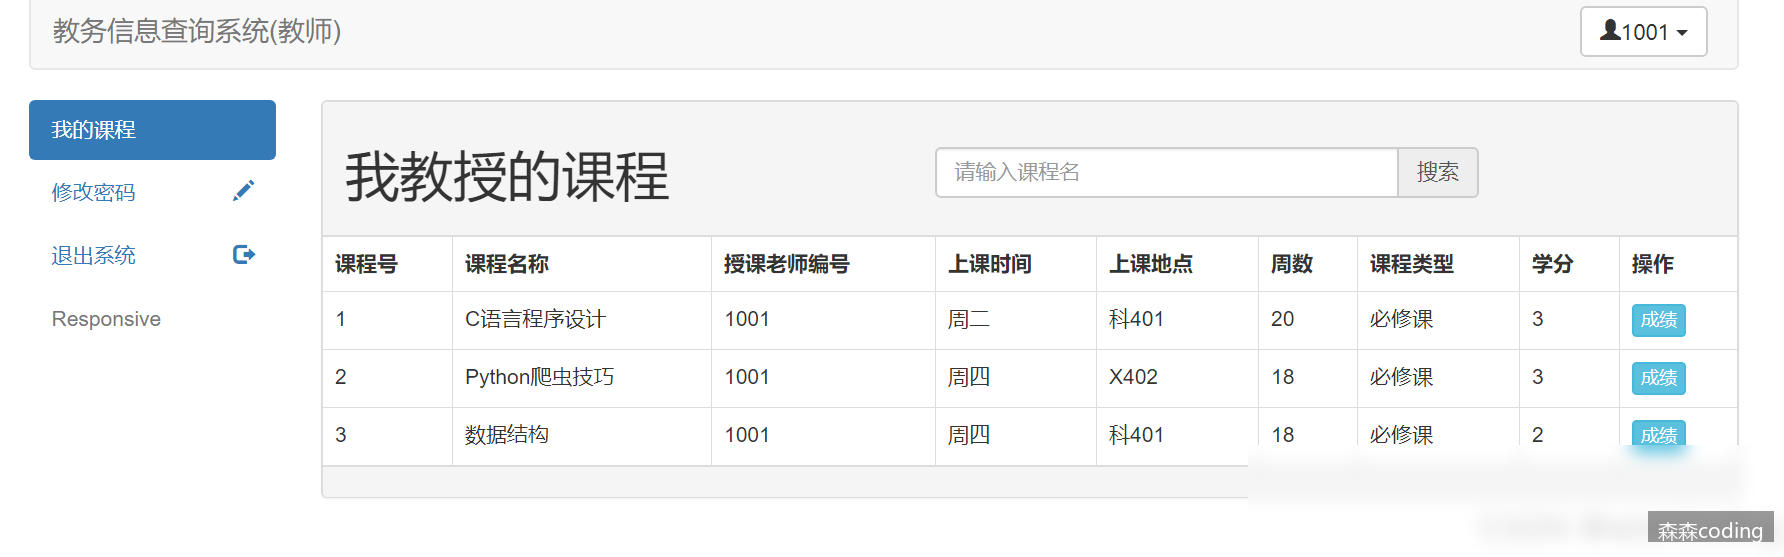 教务信息查询系统(教师)
1001
我的课程
修改密码
退出系统
Responsive
我教授的课程
请输入课程名 搜索
课程号 课程名称 授课老师编号 上课时间 上课地点 周数 课程类型 学分 操作
1 C语言程序设计 1001 周二 科401 20 必修课 3 成绩
2 Python爬虫技巧 1001 周四 X402 18 必修课 3 成绩
3 数据结构 1001 周四 科401 18 必修课 2 成绩
森森coding